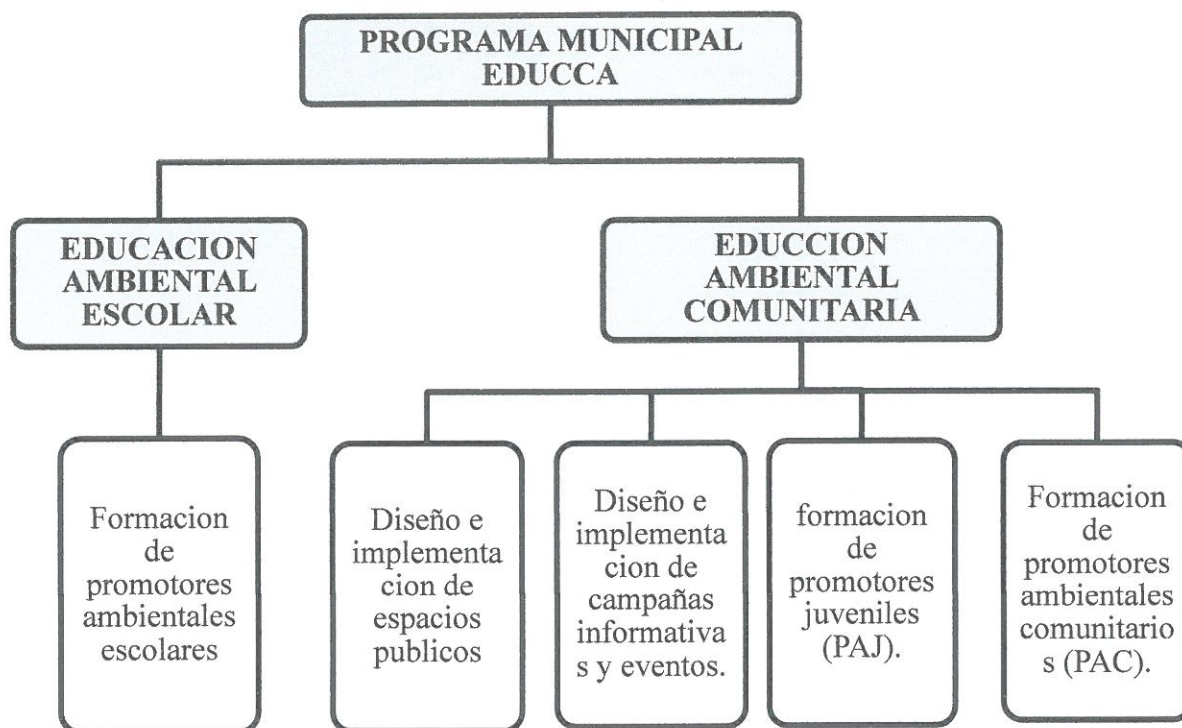 PROGRAMA MUNICIPAL
EDUCCA
EDUCACION
AMBIENTAL
ESCOLAR
EDUCCION
AMBIENTAL
COMUNITARIA
Formacion
de
promotores
ambientales
escolares
Diseño e
implementa
cion de
espacios
publicos
Diseño e
implementa
cion de
campañas
informativa
s y eventos.
formacion
de
promotores
juveniles
(PAJ).
Formacion
de
promotores
ambientales
comunitario
s (PAC).